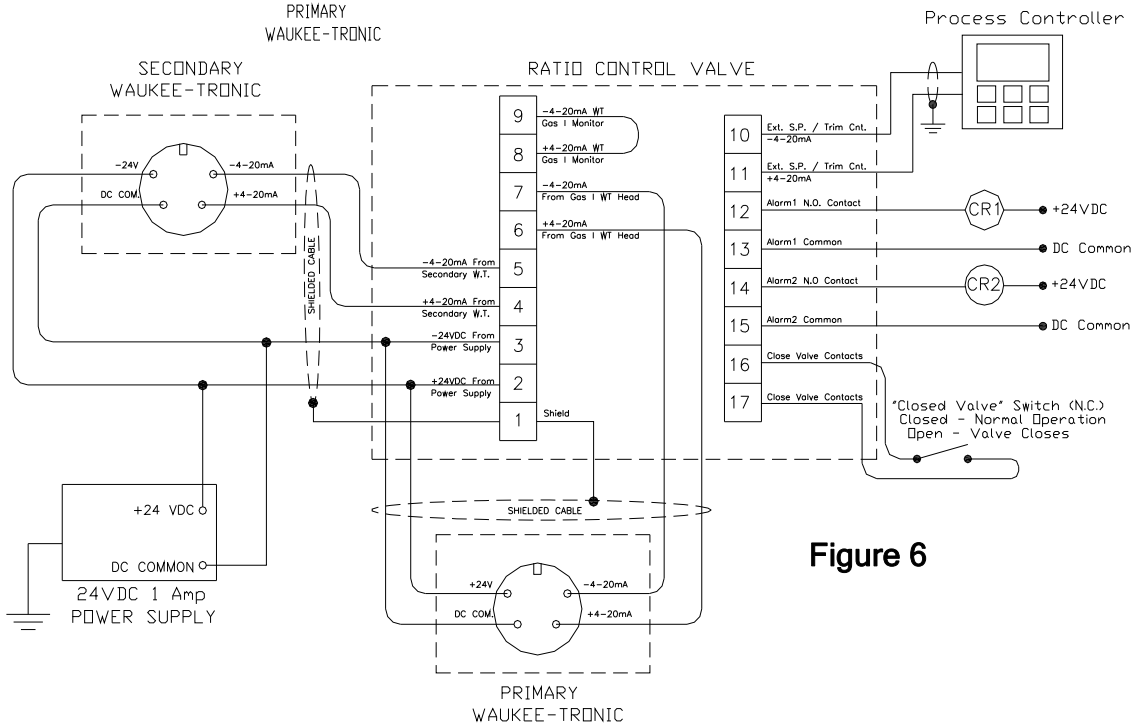 PRIMARY
WAUKEE-TRONIC
Process Controller
SECONDARY
WAUKEE-TRONIC
RATIO CONTROL VALVE
-24V
-4-20mA
DC COM.
+4-20mA
SHIELDED CABLE
9
-4-20mA WT
Gas 1 Monitor
8
+4-20mA WT
Gas 1 Monitor
7
-4-20mA
From Gas 1 WT Head
6
+4-20mA
From Gas 1 WT Head
-4-20mA From
Secondary W.T.
5
+4-20mA From
Secondary W.T.
4
-24VDC From
Power Supply
3
+24VDC From
Power Supply
2
1
Shield
10
Ext. S.P. / Trim Cnt.
-4-20mA
11
Ext. S.P. / Trim Cnt.
+4-20mA
12
Alarm1 N.O. Contact
CR1
+24VDC
13
Alarm1 Common
DC Common
14
Alarm2 N.O Contact
CR2
+24VDC
15
Alarm2 Common
DC Common
16
Close Valve Contacts
17
Close Valve Contacts
"Closed Valve" Switch (N.C.)
Closed - Normal Operation
Open - Valve Closes
SHIELDED CABLE
+24 VDC
DC COMMON
24VDC 1 Amp
POWER SUPPLY
Figure 6
+24V
-4-20mA
DC COM.
+4-20mA
PRIMARY
WAUKEE-TRONIC